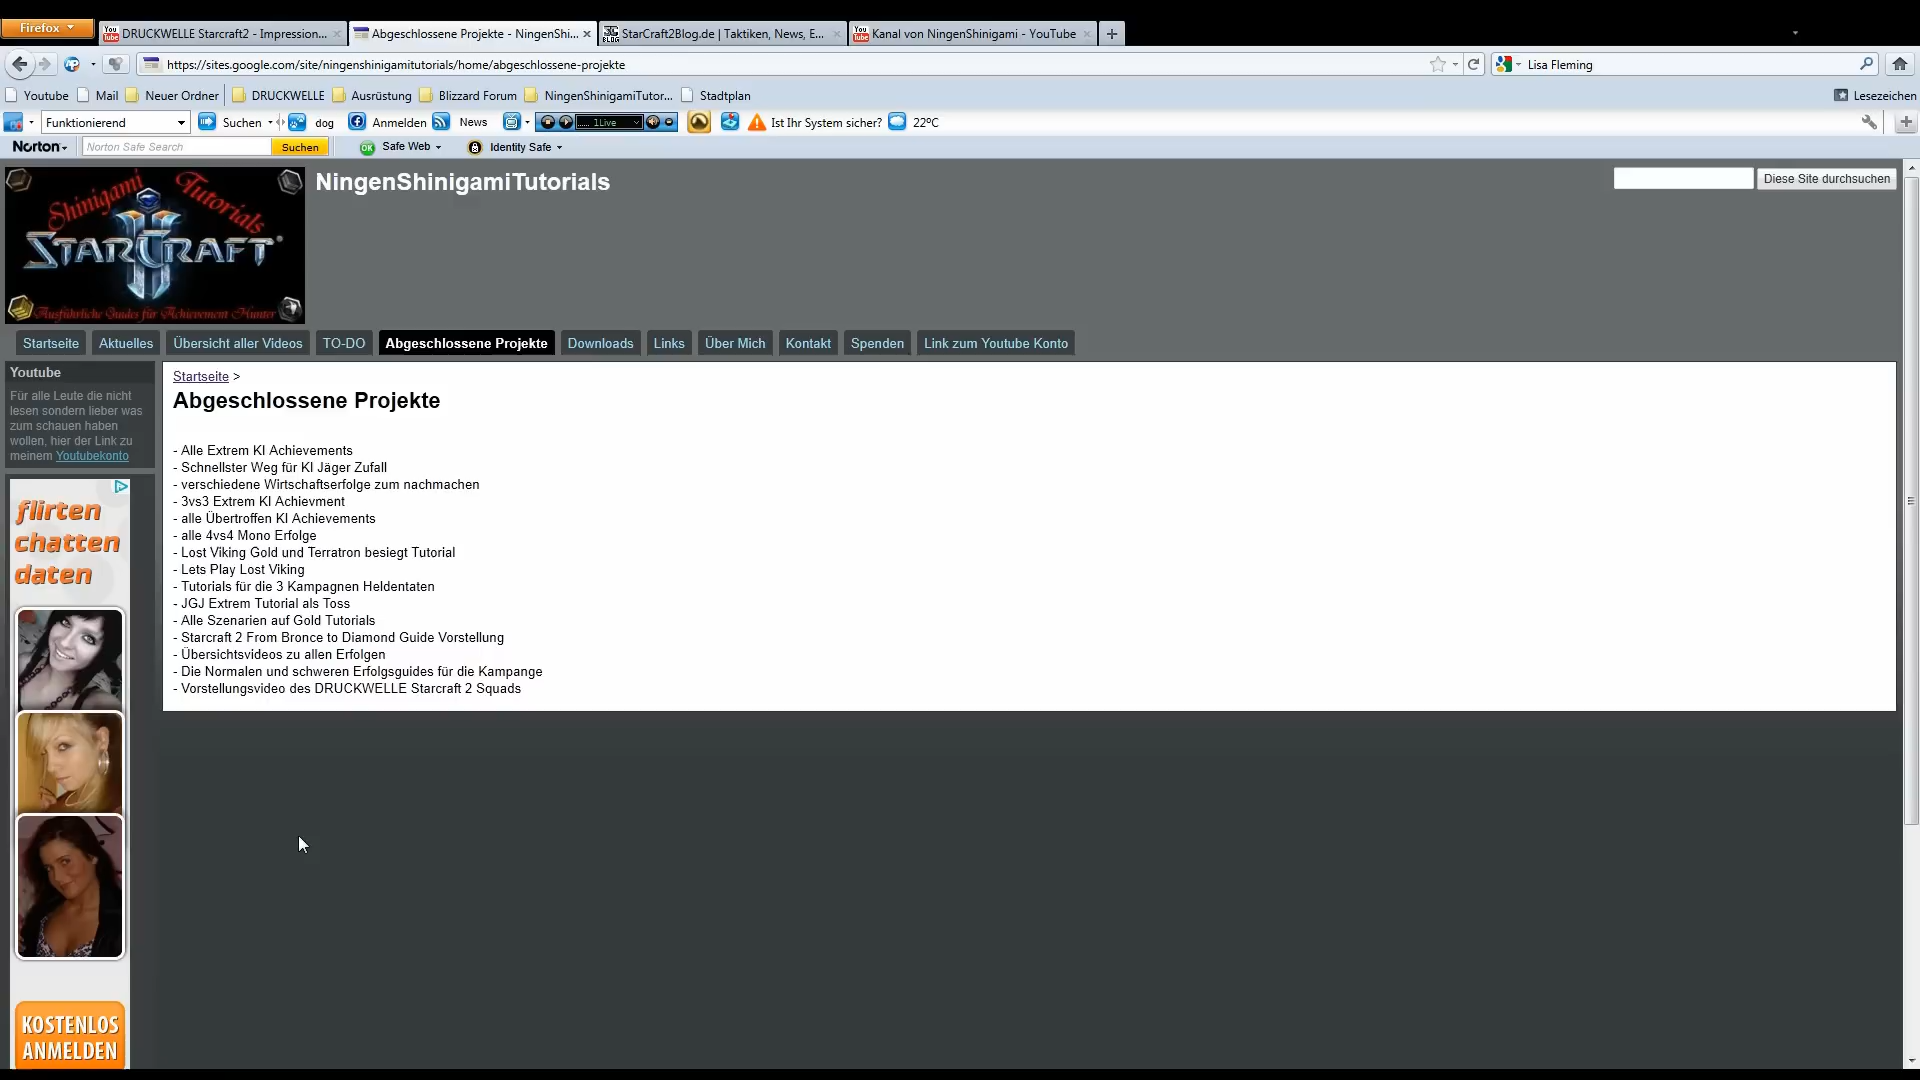 Firefox
DRUCKWELLE Starcraft2 - Impression...
Abgeschlossene Projekte - NingenShi...
StarCraft2Blog.de | Taktiken, News, E...
Kanal von NingenShinigami - YouTube
https://sites.google.com/site/ningenshinigamitutorials/home/abgeschlossene-projekte
Lisa Fleming
Youtube Mail Neuer Ordner DRUCKWELLE Ausrüstung Blizzard Forum NingenShinigamiTutor... Stadtplan Lesezeichen
Funktionierend Suchen dog Anmelden News ..... 1Live Ist Ihr System sicher? 22°C
Norton Norton Safe Search Suchen OK Safe Web Identity Safe
Shinigami Tutorials
STARCRAFT
II
Ausführliche Guides für Achievement Hunter
NingenShinigamiTutorials
Diese Site durchsuchen
Startseite Aktuelles Übersicht aller Videos TO-DO Abgeschlossene Projekte Downloads Links Über Mich Kontakt Spenden Link zum Youtube Konto
Youtube
Für alle Leute die nicht
lesen sondern lieber was
zum schauen haben
wollen, hier der Link zu
meinem Youtubekonto
flirten
chatten
daten
KOSTENLOS
ANMELDEN
Startseite >
Abgeschlossene Projekte
- Alle Extrem KI Achievements
- Schnellster Weg für KI Jäger Zufall
- verschiedene Wirtschaftserfolge zum nachmachen
- 3vs3 Extrem KI Achievment
- alle Übertroffen KI Achievements
- alle 4vs4 Mono Erfolge
- Lost Viking Gold und Terratron besiegt Tutorial
- Lets Play Lost Viking
- Tutorials für die 3 Kampagnen Heldentaten
- JGJ Extrem Tutorial als Toss
- Alle Szenarien auf Gold Tutorials
- Starcraft 2 From Bronce to Diamond Guide Vorstellung
- Übersichtsvideos zu allen Erfolgen
- Die Normalen und schweren Erfolgsguides für die Kampange
- Vorstellungsvideo des DRUCKWELLE Starcraft 2 Squads